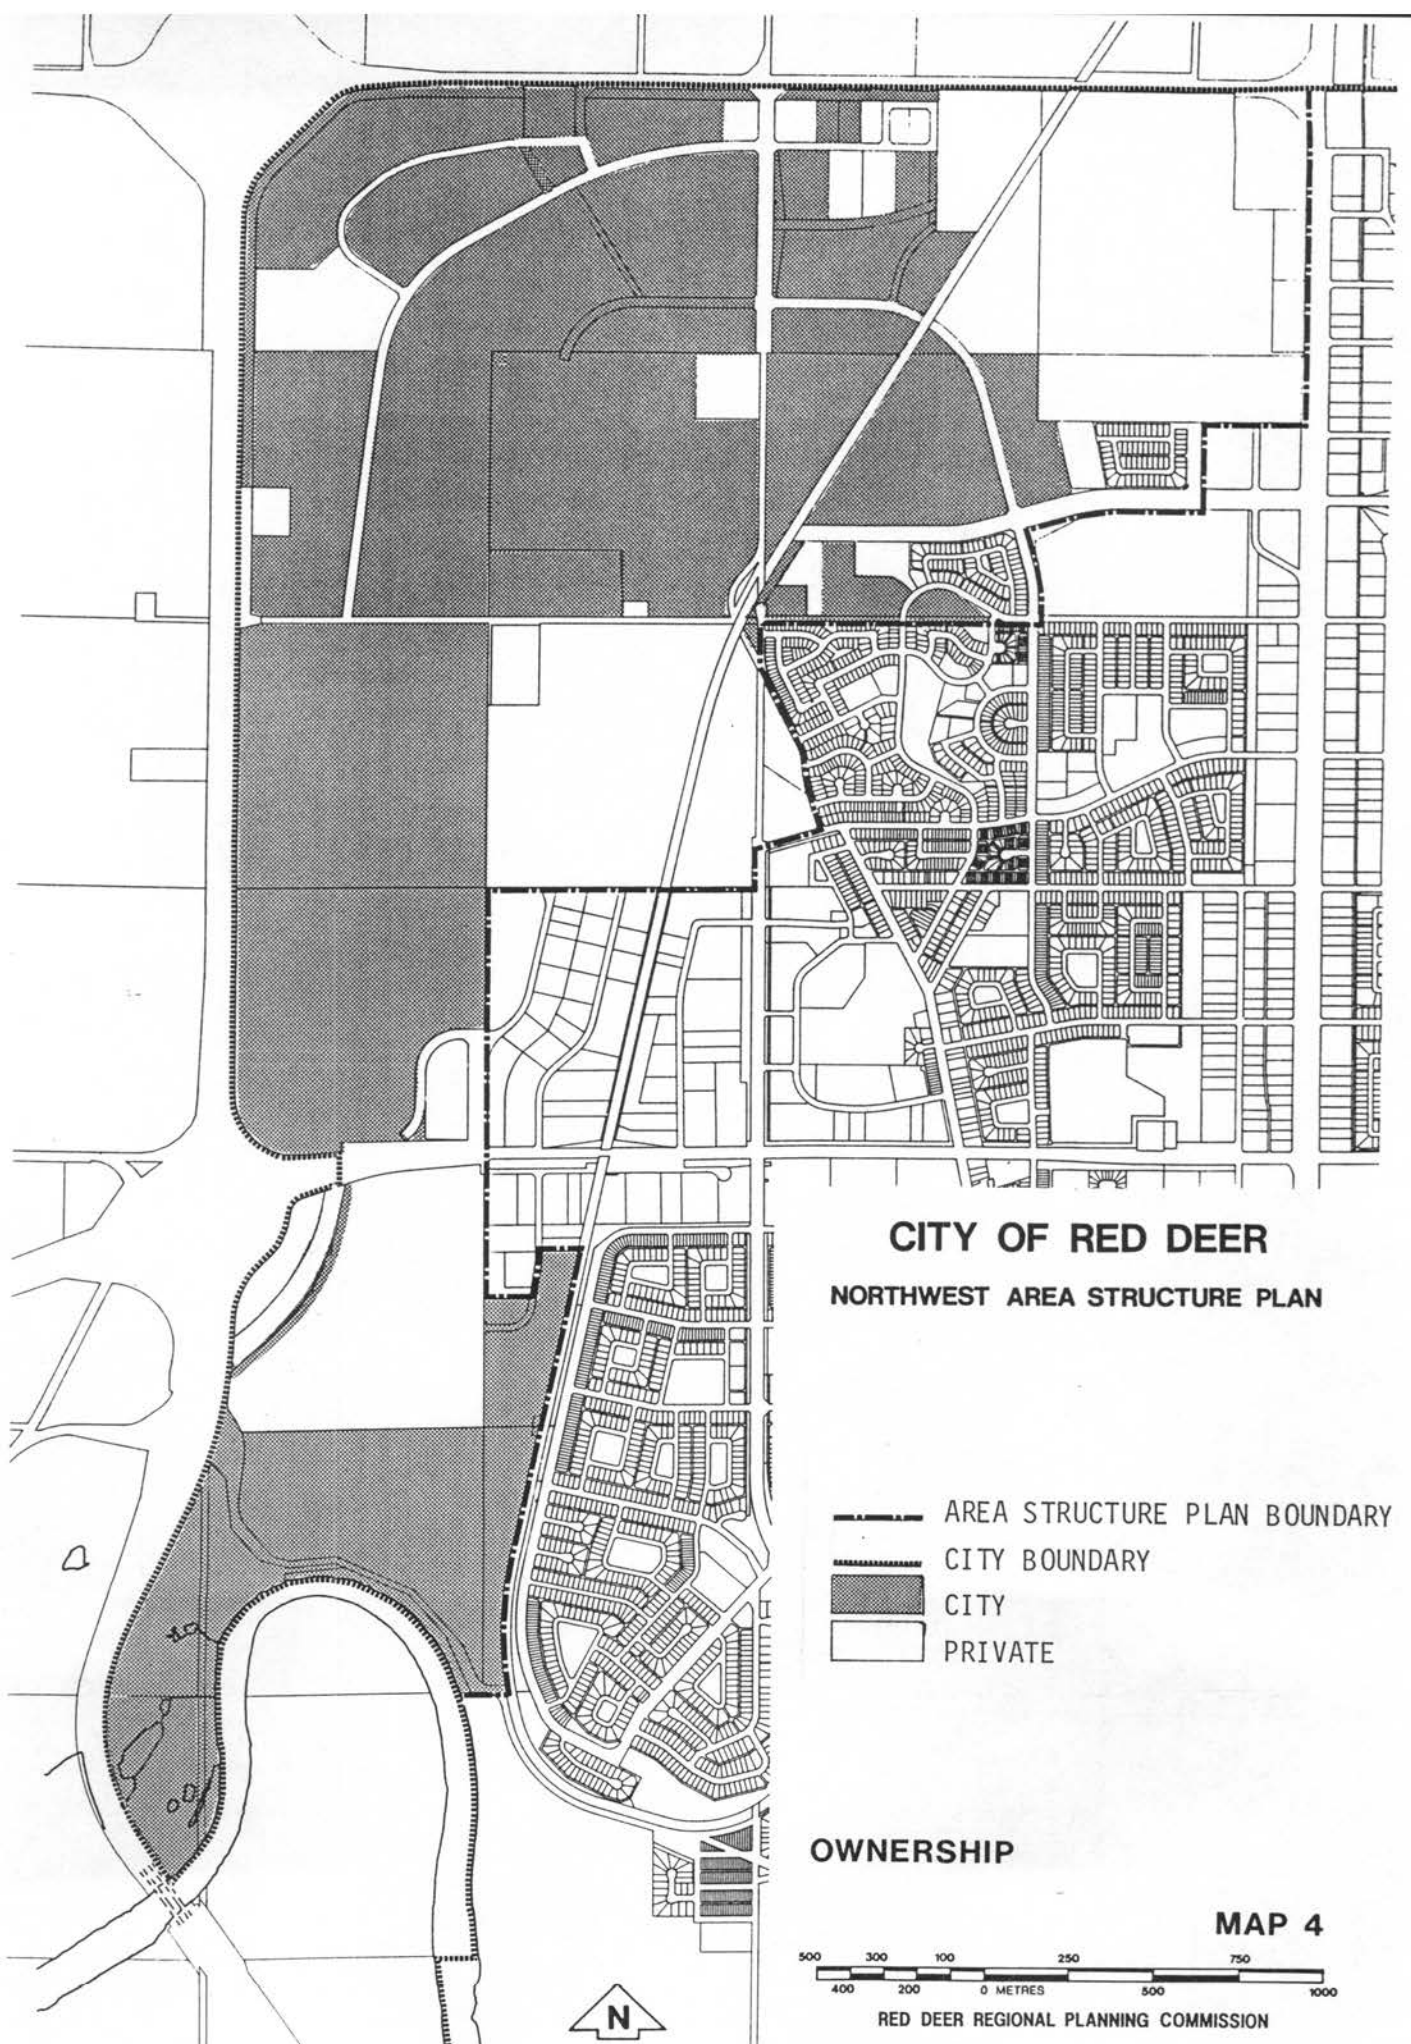 CITY OF RED DEER
NORTHWEST AREA STRUCTURE PLAN
AREA STRUCTURE PLAN BOUNDARY
CITY BOUNDARY
CITY
PRIVATE
OWNERSHIP
MAP 4
500 300 100 250 750
400 200 0 METRES 500 1000
RED DEER REGIONAL PLANNING COMMISSION
N